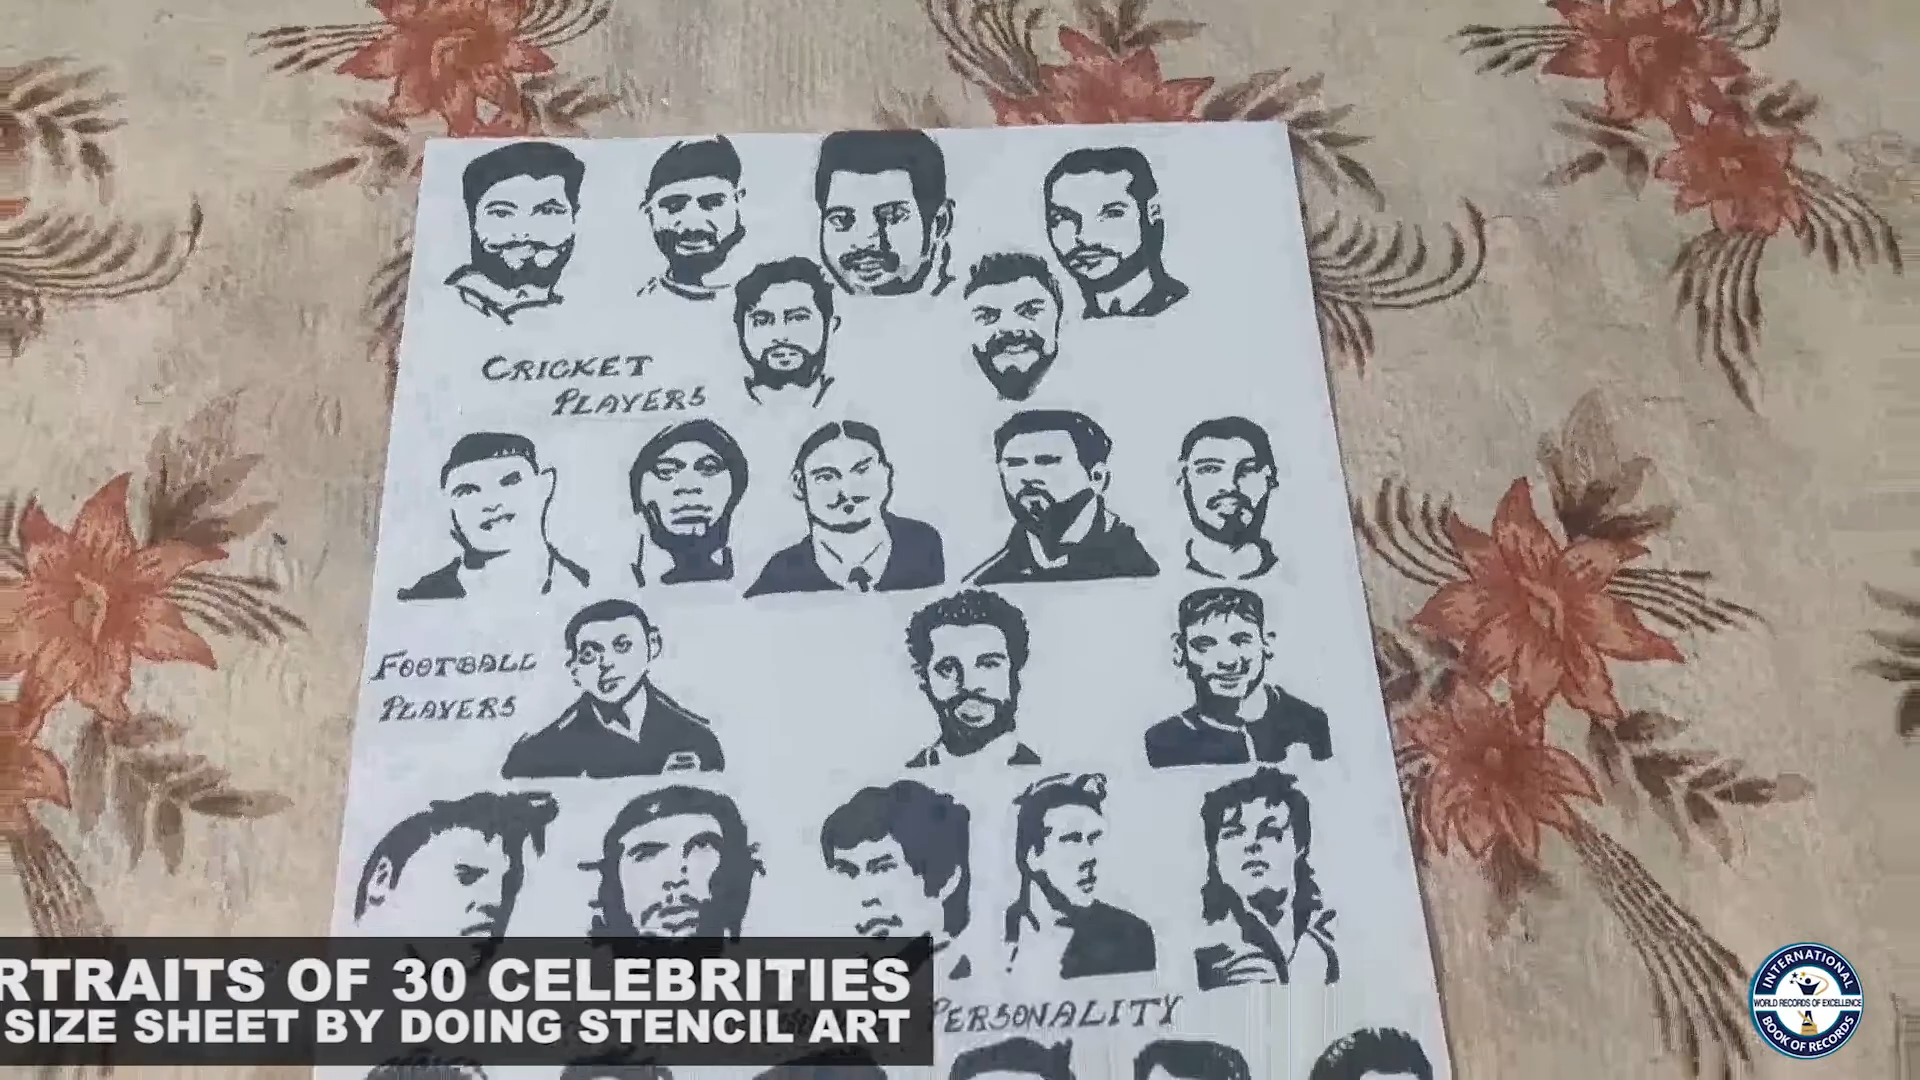 CRICKET
PLAYERS
FOOTBALL
PLAYERS
RTRAITS OF 30 CELEBRITIES
SIZE SHEET BY DOING STENCIL ART
PERSONALITY
INTERNATIONAL
WORLD RECORDS OF EXCELLENCE
BOOK OF RECORDS